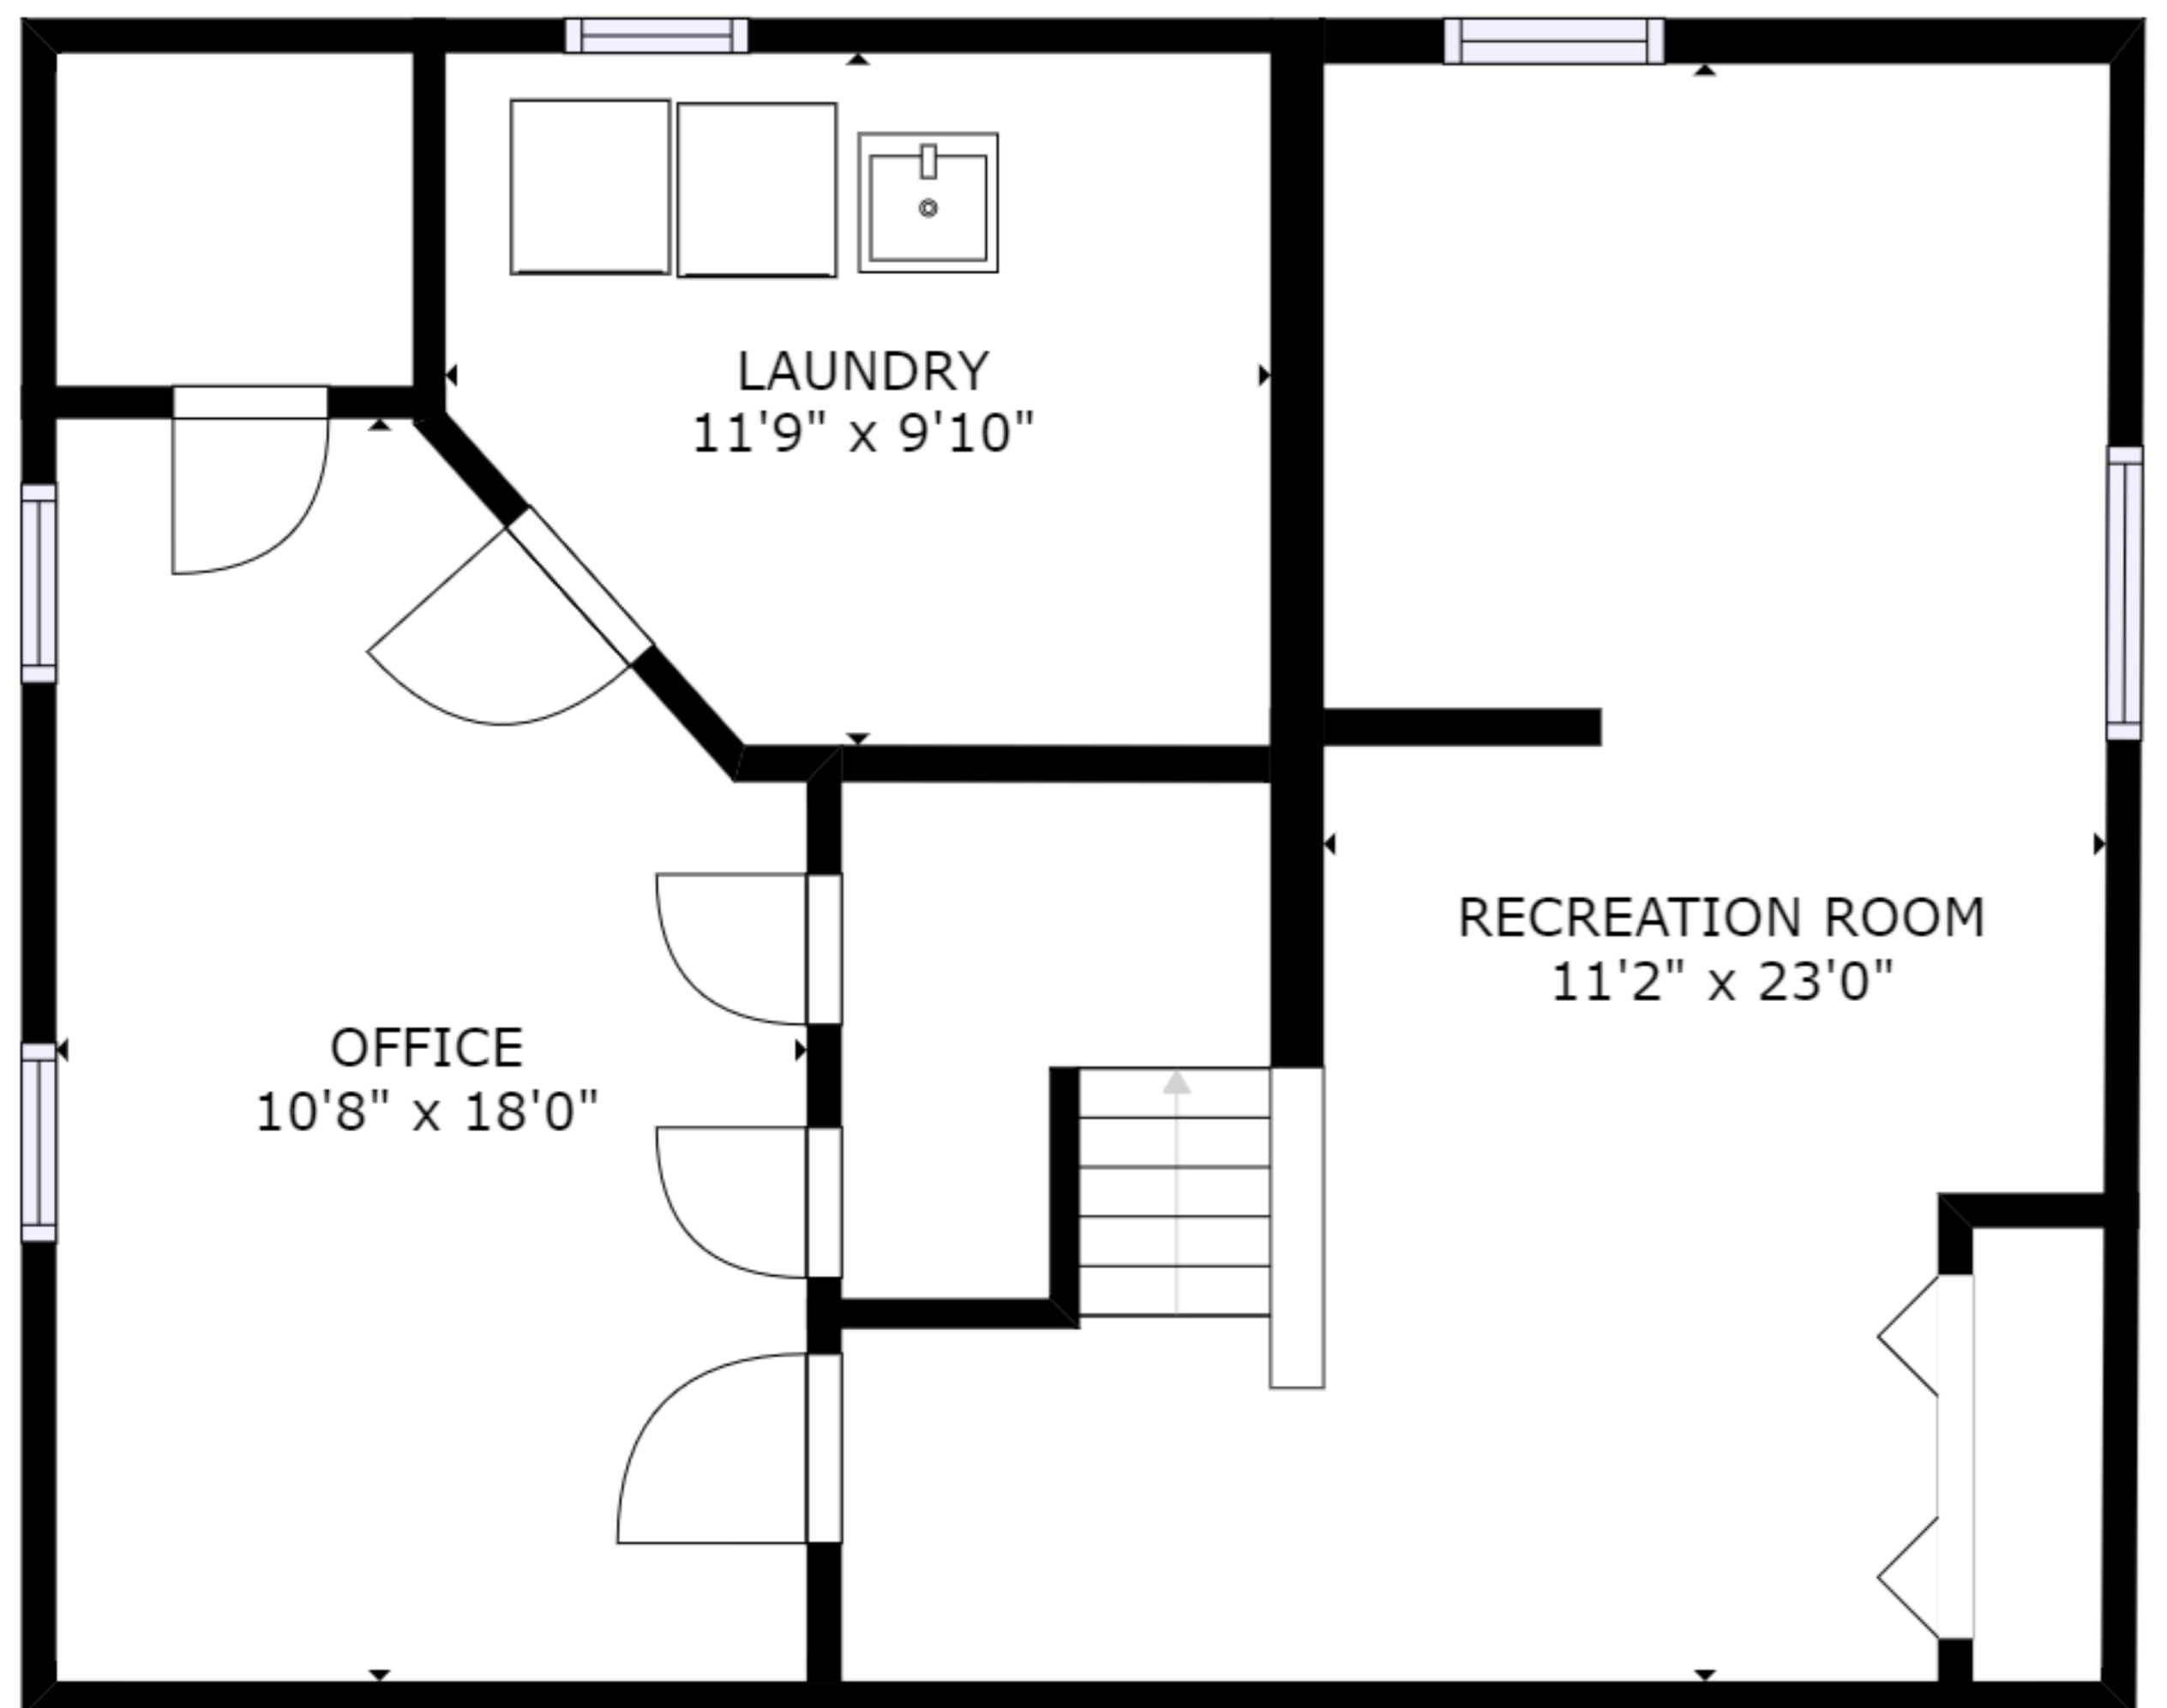 LAUNDRY
11'9" x 9'10"
RECREATION ROOM
11'2" x 23'0"
OFFICE
10'8" x 18'0"